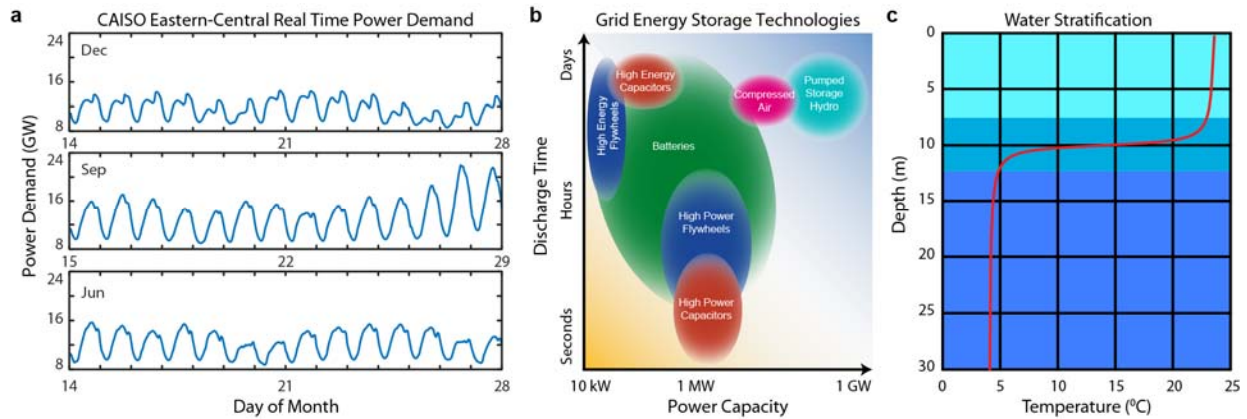 a
CAISO Eastern-Central Real Time Power Demand
Power Demand (GW)
24
16
8
Dec
14
21
28
24
16
8
Sep
15
22
29
24
16
8
Jun
14
21
28
Day of Month
b
Grid Energy Storage Technologies
Discharge Time
Days
Hours
Seconds
High Energy
Flywheels
High Energy
Capacitors
Batteries
Compressed
Air
Pumped
Storage
Hydro
High Power
Flywheels
High Power
Capacitors
10 kW
1 MW
1 GW
Power Capacity
c
Water Stratification
Depth (m)
0
5
10
15
20
25
30
0
5
10
15
20
25
Temperature (⁰C)